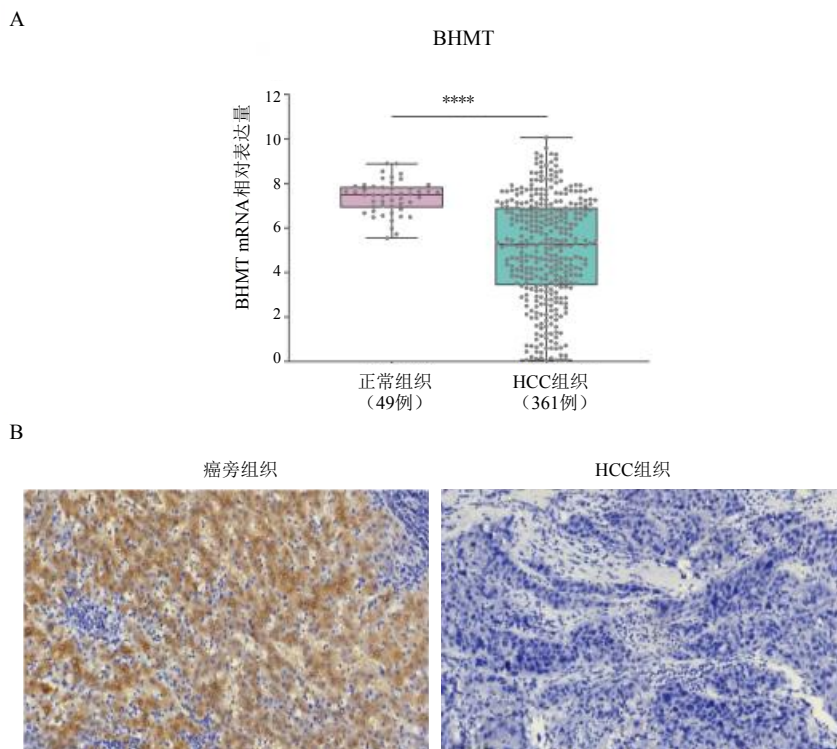 A
BHMT
****
BHMT mRNA相对表达量
12
10
8
6
4
2
0
正常组织
（49例）
HCC组织
（361例）
B
癌旁组织
HCC组织